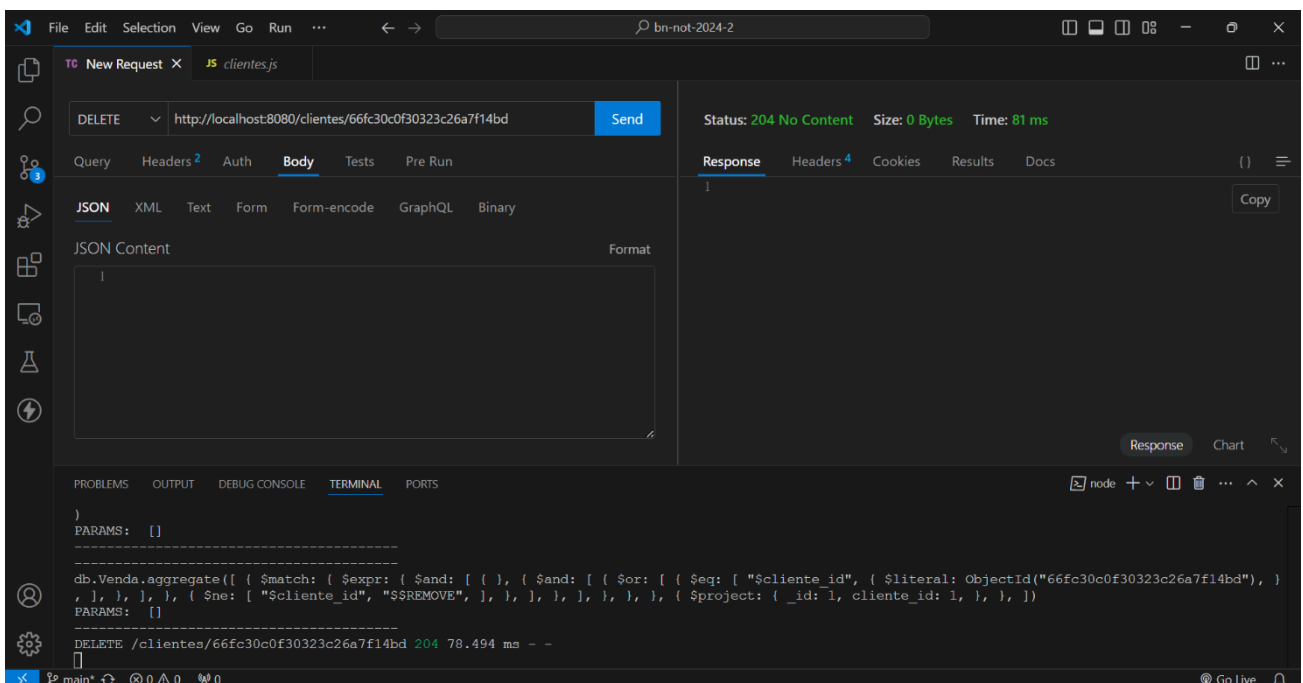 File Edit Selection View Go Run ··· ← → bn-not-2024-2
TC New Request × JS clientes.js
DELETE http://localhost:8080/clientes/66fc30c0f30323c26a7f14bd Send
Status: 204 No Content Size: 0 Bytes Time: 81 ms
Query Headers 2 Auth Body Tests Pre Run
Response Headers 4 Cookies Results Docs {}
JSON XML Text Form Form-encode GraphQL Binary
1
Copy
JSON Content Format
1
3
Response Chart
PROBLEMS OUTPUT DEBUG CONSOLE TERMINAL PORTS node
)
PARAMS: []
----------------------------------------
----------------------------------------
db.Venda.aggregate([ { $match: { $expr: { $and: [ { }, { $and: [ { $or: [ { $eq: [ "$cliente_id", { $literal: ObjectId("66fc30c0f30323c26a7f14bd"), }
, ], }, ], }, { $ne: [ "$cliente_id", "$$REMOVE", ], }, ], }, ], }, }, }, { $project: { _id: 1, cliente_id: 1, }, }, ])
PARAMS: []
----------------------------------------
DELETE /clientes/66fc30c0f30323c26a7f14bd 204 78.494 ms - -
main* 0 0 0 Go Live